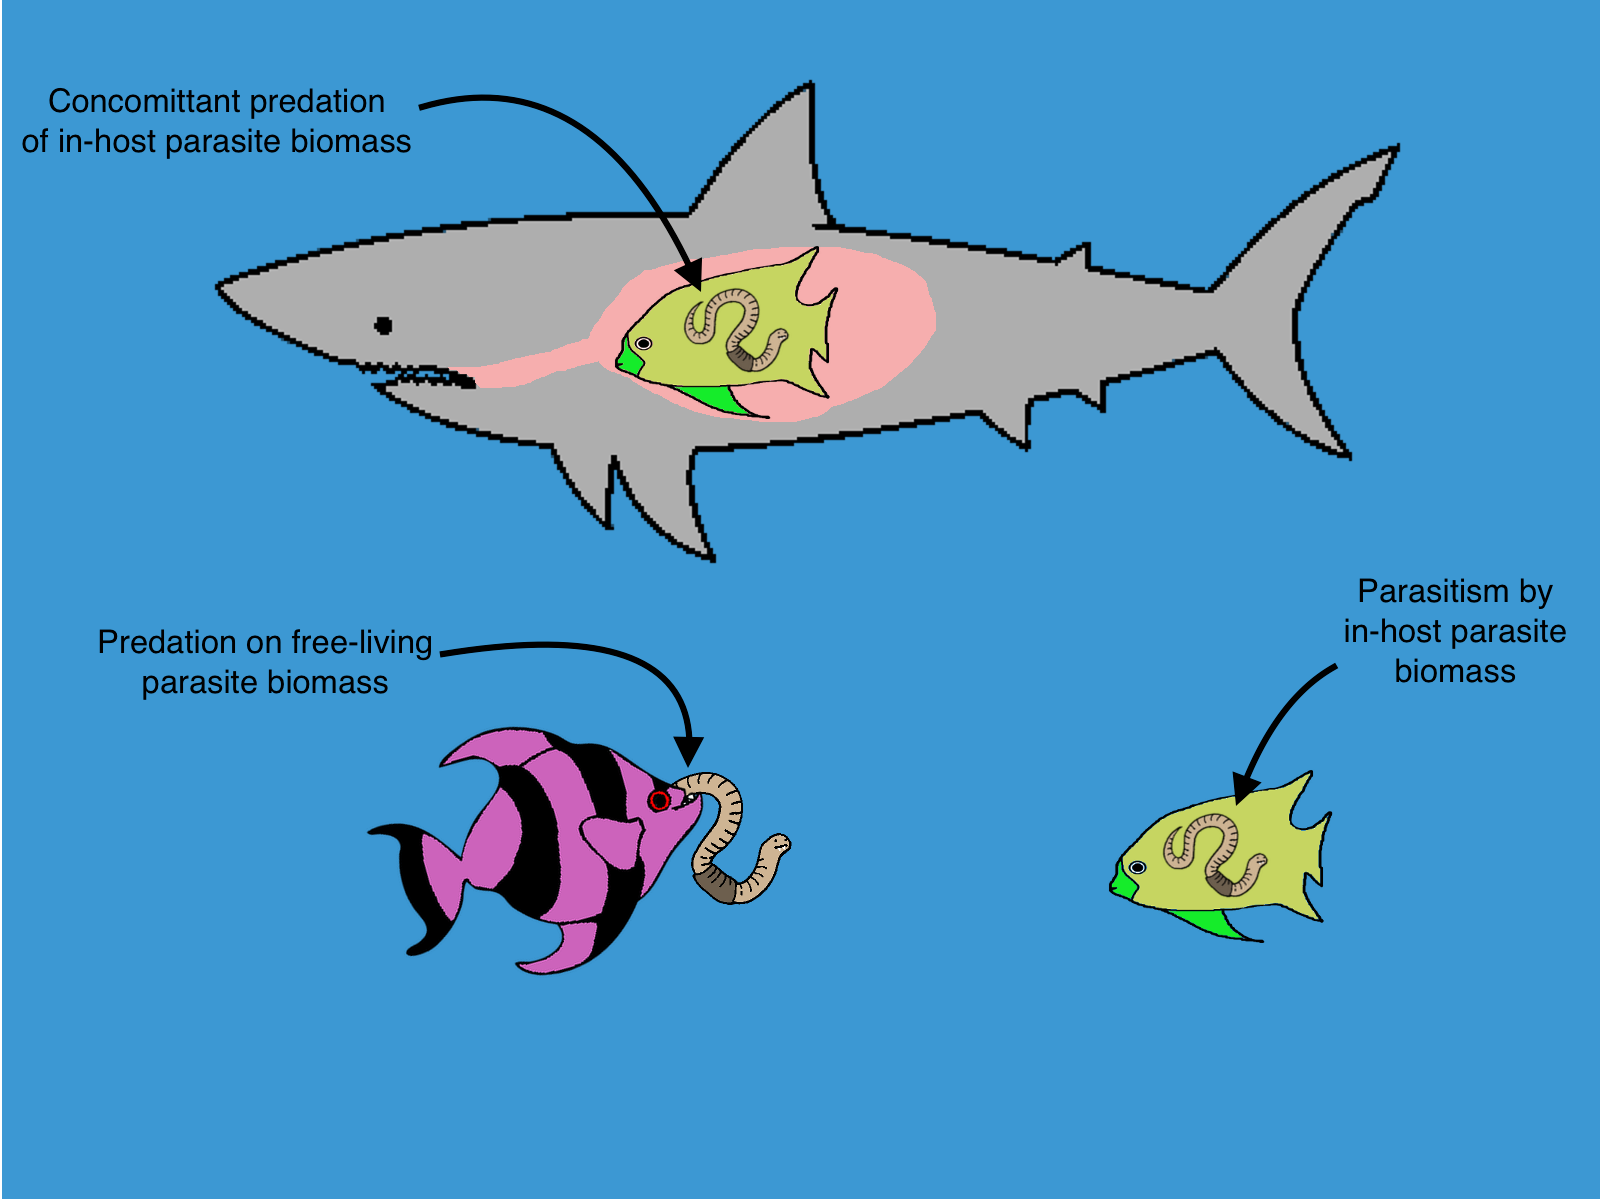 Concomittant predation
of in-host parasite biomass
Predation on free-living
parasite biomass
Parasitism by
in-host parasite
biomass